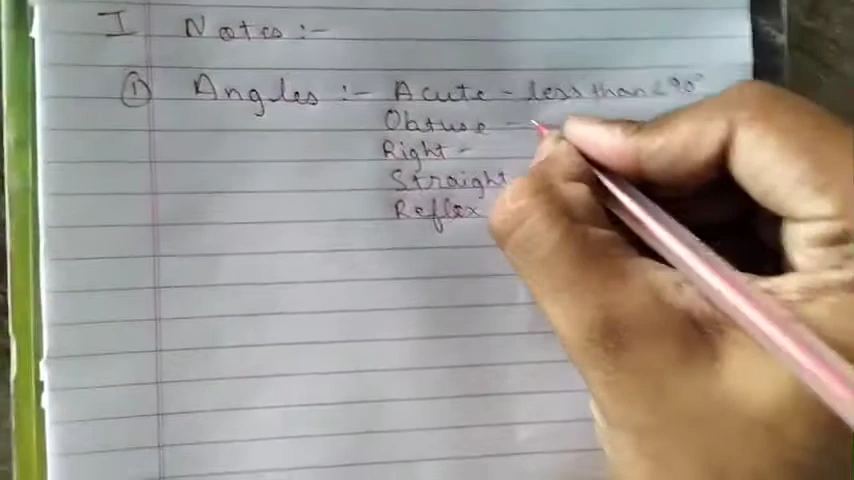 I Notes :-
① Angles :- Acute - less than < 90°
Obtuse -
Right -
Straight
Reflex